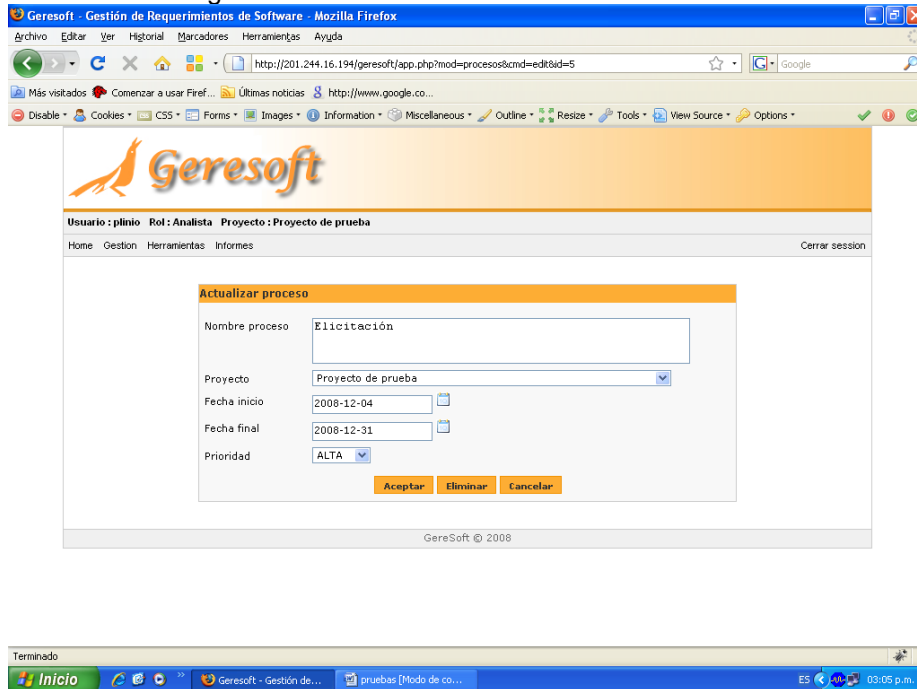 Geresoft - Gestión de Requerimientos de Software - Mozilla Firefox
Archivo Editar Ver Historial Marcadores Herramientas Ayuda
http://201.244.16.194/geresoft/app.php?mod=procesos&cmd=edit&id=5 G Google
Más visitados Comenzar a usar Firef... Últimas noticias http://www.google.co...
Disable Cookies CSS Forms Images Information Miscellaneous Outline Resize Tools View Source Options
Geresoft
Usuario : plinio Rol : Analista Proyecto : Proyecto de prueba
Home Gestion Herramientas Informes Cerrar session
Actualizar proceso
Nombre proceso Elicitación
Proyecto Proyecto de prueba
Fecha inicio 2008-12-04
Fecha final 2008-12-31
Prioridad ALTA
Aceptar Eliminar Cancelar
GereSoft © 2008
Terminado
Inicio Geresoft - Gestión de... pruebas [Modo de co... ES 03:05 p.m.